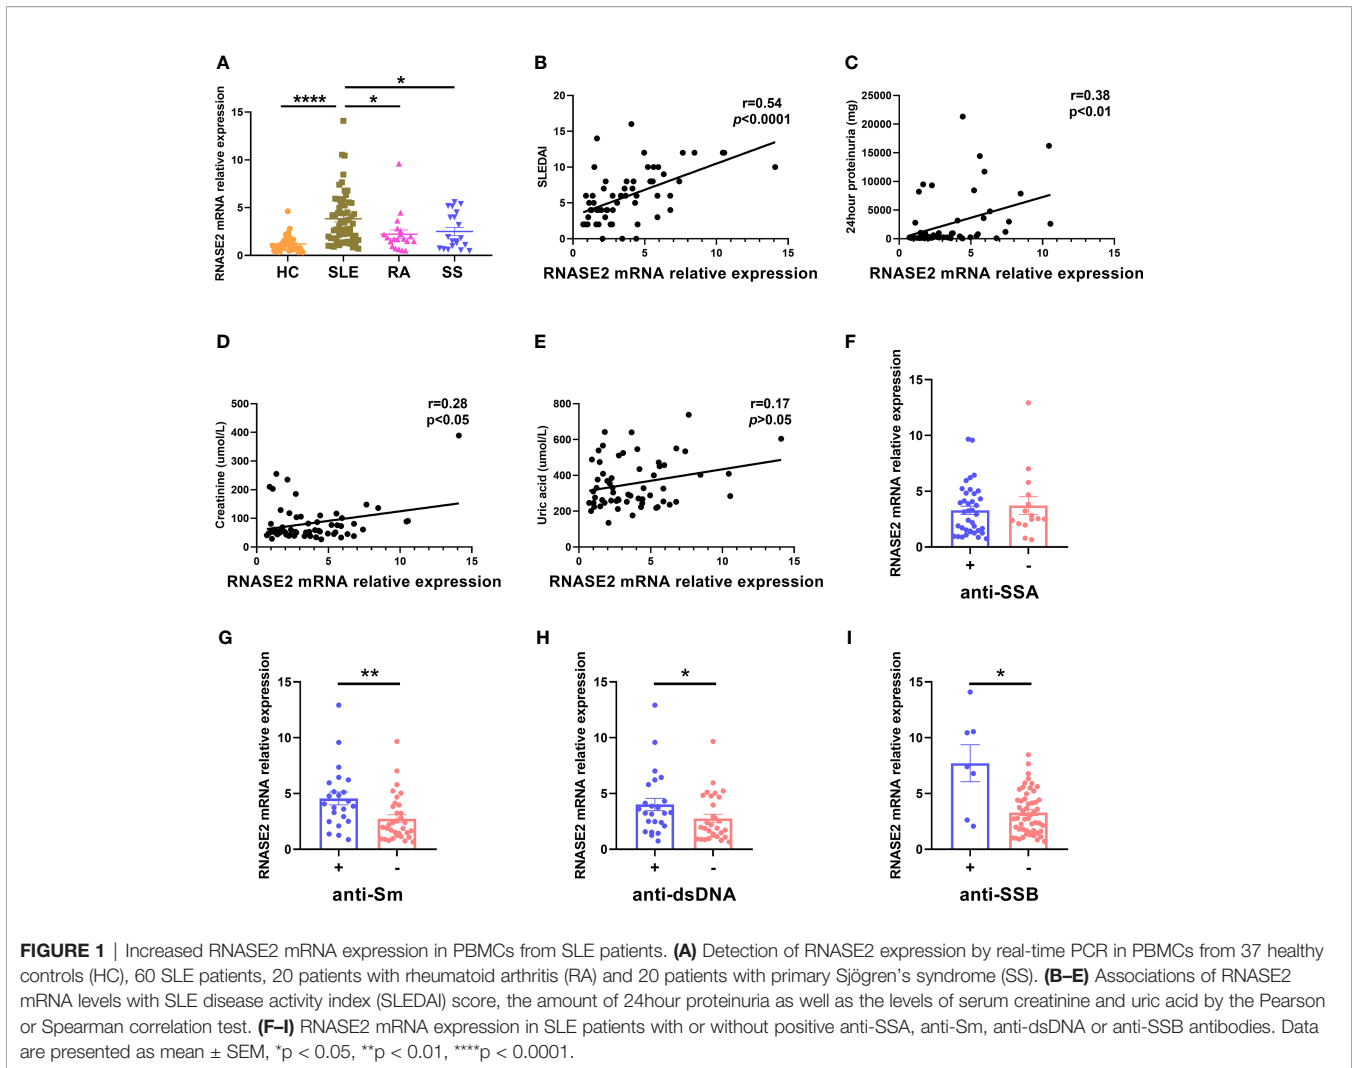 A
RNASE2 mRNA relative expression
15
10
5
0
****
*
*
HC SLE RA SS
B
SLEDAI
20
15
10
5
0
r=0.54
p<0.0001
0 5 10 15
RNASE2 mRNA relative expression
C
24hour proteinuria (mg)
25000
20000
15000
10000
5000
0
r=0.38
p<0.01
0 5 10 15
RNASE2 mRNA relative expression
D
Creatinine (umol/L)
500
400
300
200
100
0
r=0.28
p<0.05
0 5 10 15
RNASE2 mRNA relative expression
E
Uric acid (umol/L)
800
600
400
200
0
r=0.17
p>0.05
0 5 10 15
RNASE2 mRNA relative expression
F
RNASE2 mRNA relative expression
15
10
5
0
+ -
anti-SSA
G
RNASE2 mRNA relative expression
15
10
5
0
**
+ -
anti-Sm
H
RNASE2 mRNA relative expression
15
10
5
0
*
+ -
anti-dsDNA
I
RNASE2 mRNA relative expression
15
10
5
0
*
+ -
anti-SSB
FIGURE 1 | Increased RNASE2 mRNA expression in PBMCs from SLE patients. (A) Detection of RNASE2 expression by real-time PCR in PBMCs from 37 healthy
controls (HC), 60 SLE patients, 20 patients with rheumatoid arthritis (RA) and 20 patients with primary Sjögren's syndrome (SS). (B–E) Associations of RNASE2
mRNA levels with SLE disease activity index (SLEDAI) score, the amount of 24hour proteinuria as well as the levels of serum creatinine and uric acid by the Pearson
or Spearman correlation test. (F–I) RNASE2 mRNA expression in SLE patients with or without positive anti-SSA, anti-Sm, anti-dsDNA or anti-SSB antibodies. Data
are presented as mean ± SEM, *p < 0.05, **p < 0.01, ****p < 0.0001.